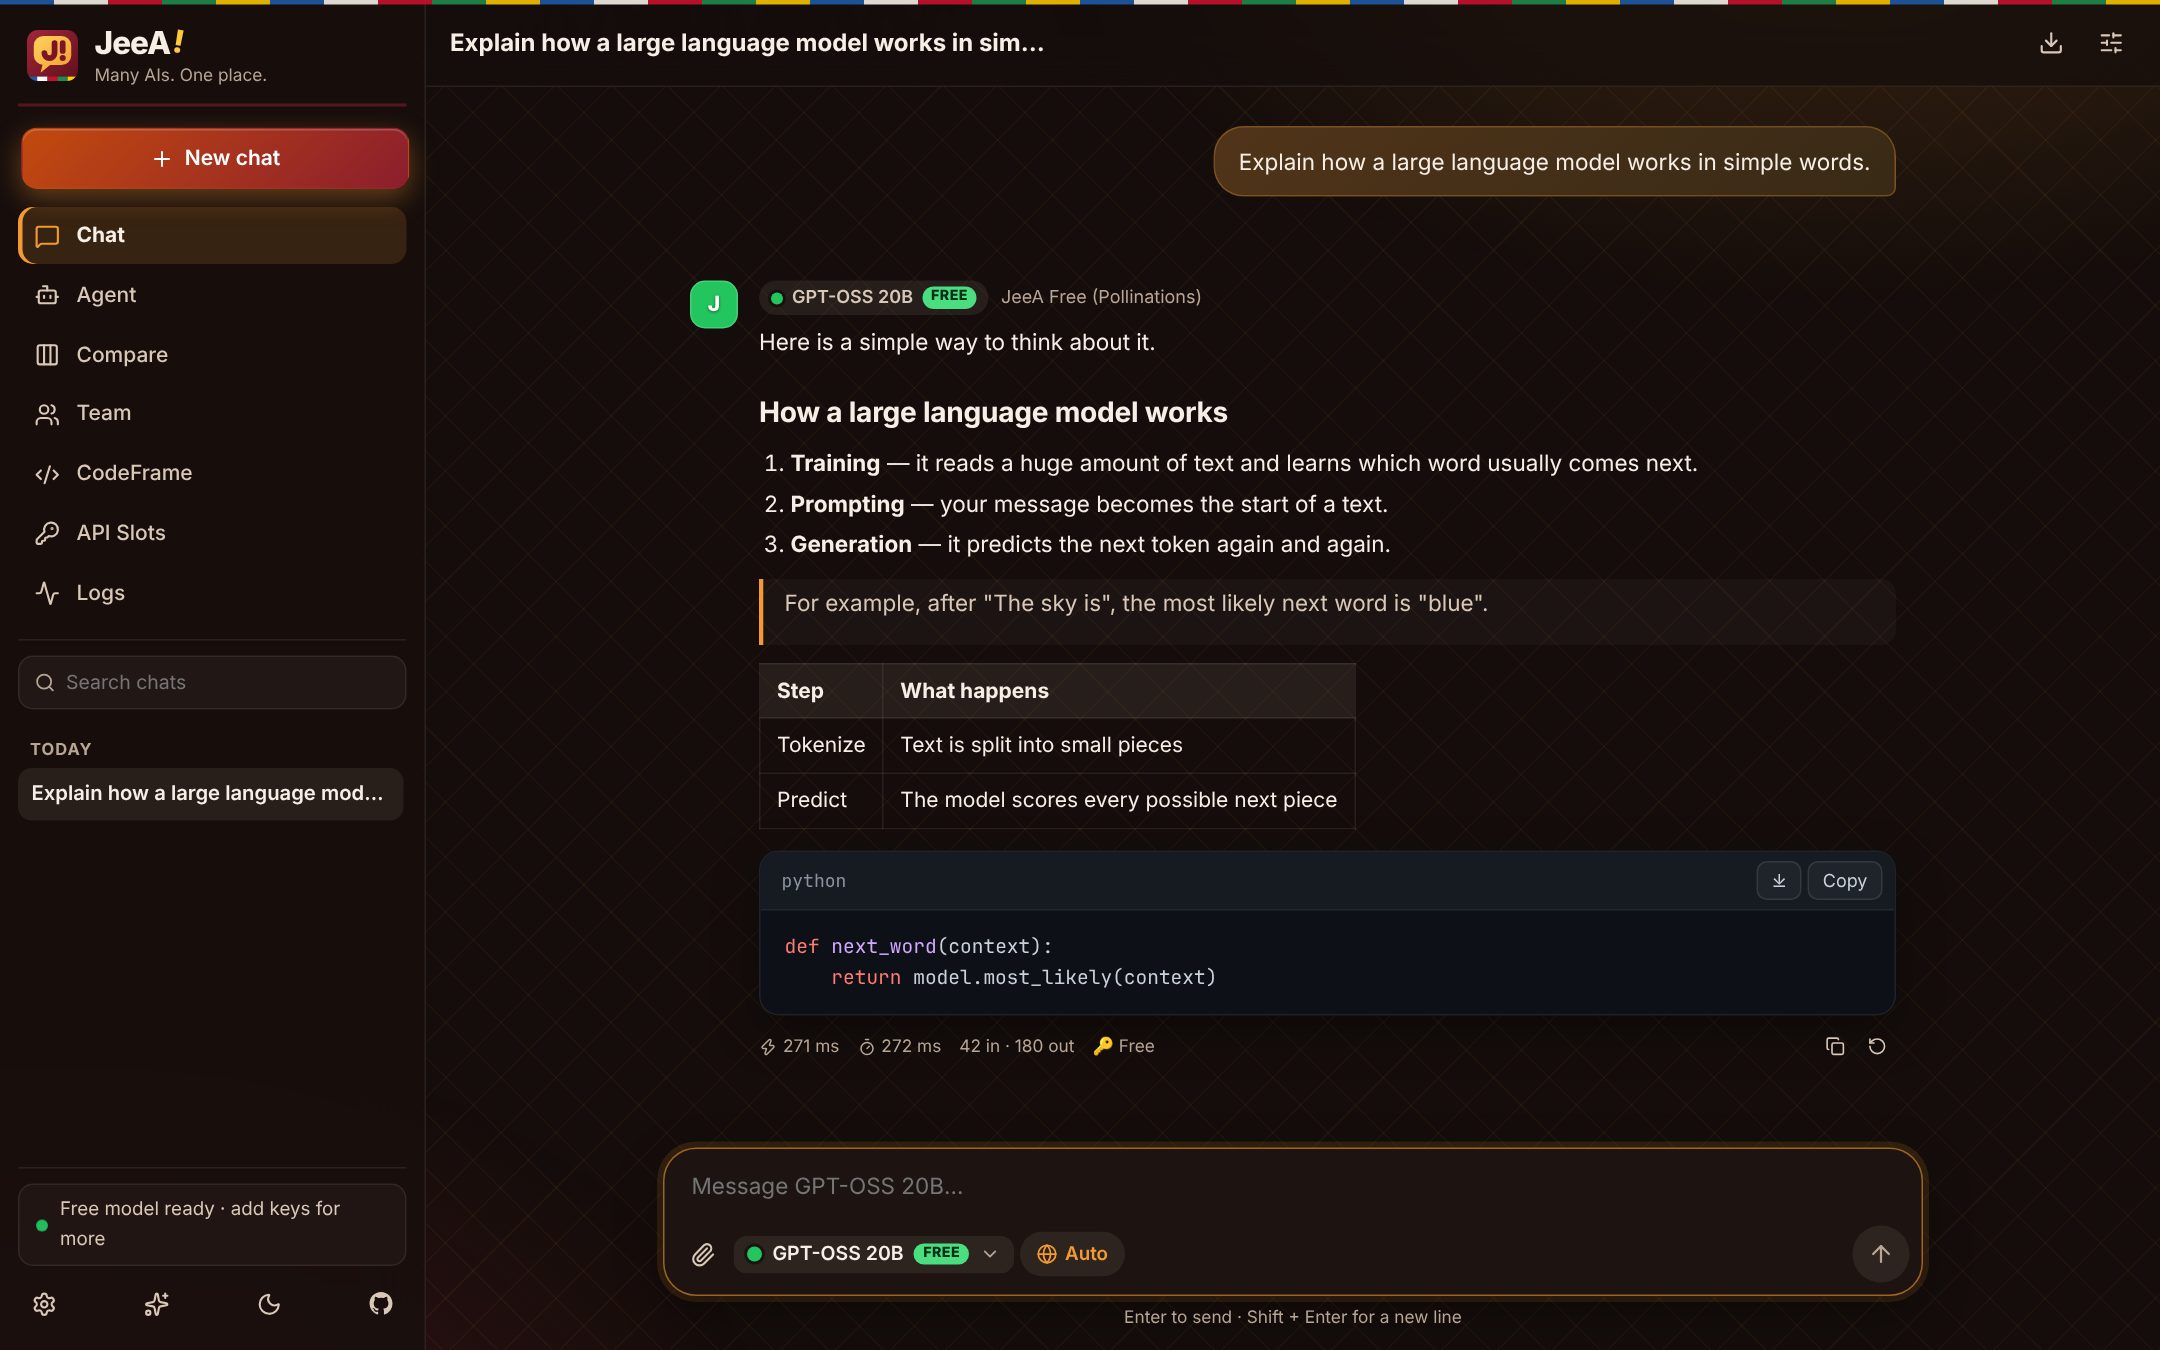 JeeA!
Many AIs. One place.
New chat
Chat
Agent
Compare
Team
CodeFrame
API Slots
Logs
Search chats
TODAY
Explain how a large language mod...
Free model ready · add keys for
more
Explain how a large language model works in sim...
Explain how a large language model works in simple words.
J
GPT-OSS 20B FREE JeeA Free (Pollinations)
Here is a simple way to think about it.
How a large language model works
1. Training — it reads a huge amount of text and learns which word usually comes next.
2. Prompting — your message becomes the start of a text.
3. Generation — it predicts the next token again and again.
For example, after "The sky is", the most likely next word is "blue".
Step What happens
Tokenize Text is split into small pieces
Predict The model scores every possible next piece
python Copy
def next_word(context):
    return model.most_likely(context)
271 ms 272 ms 42 in · 180 out 🔑 Free
Message GPT-OSS 20B...
GPT-OSS 20B FREE Auto
Enter to send · Shift + Enter for a new line